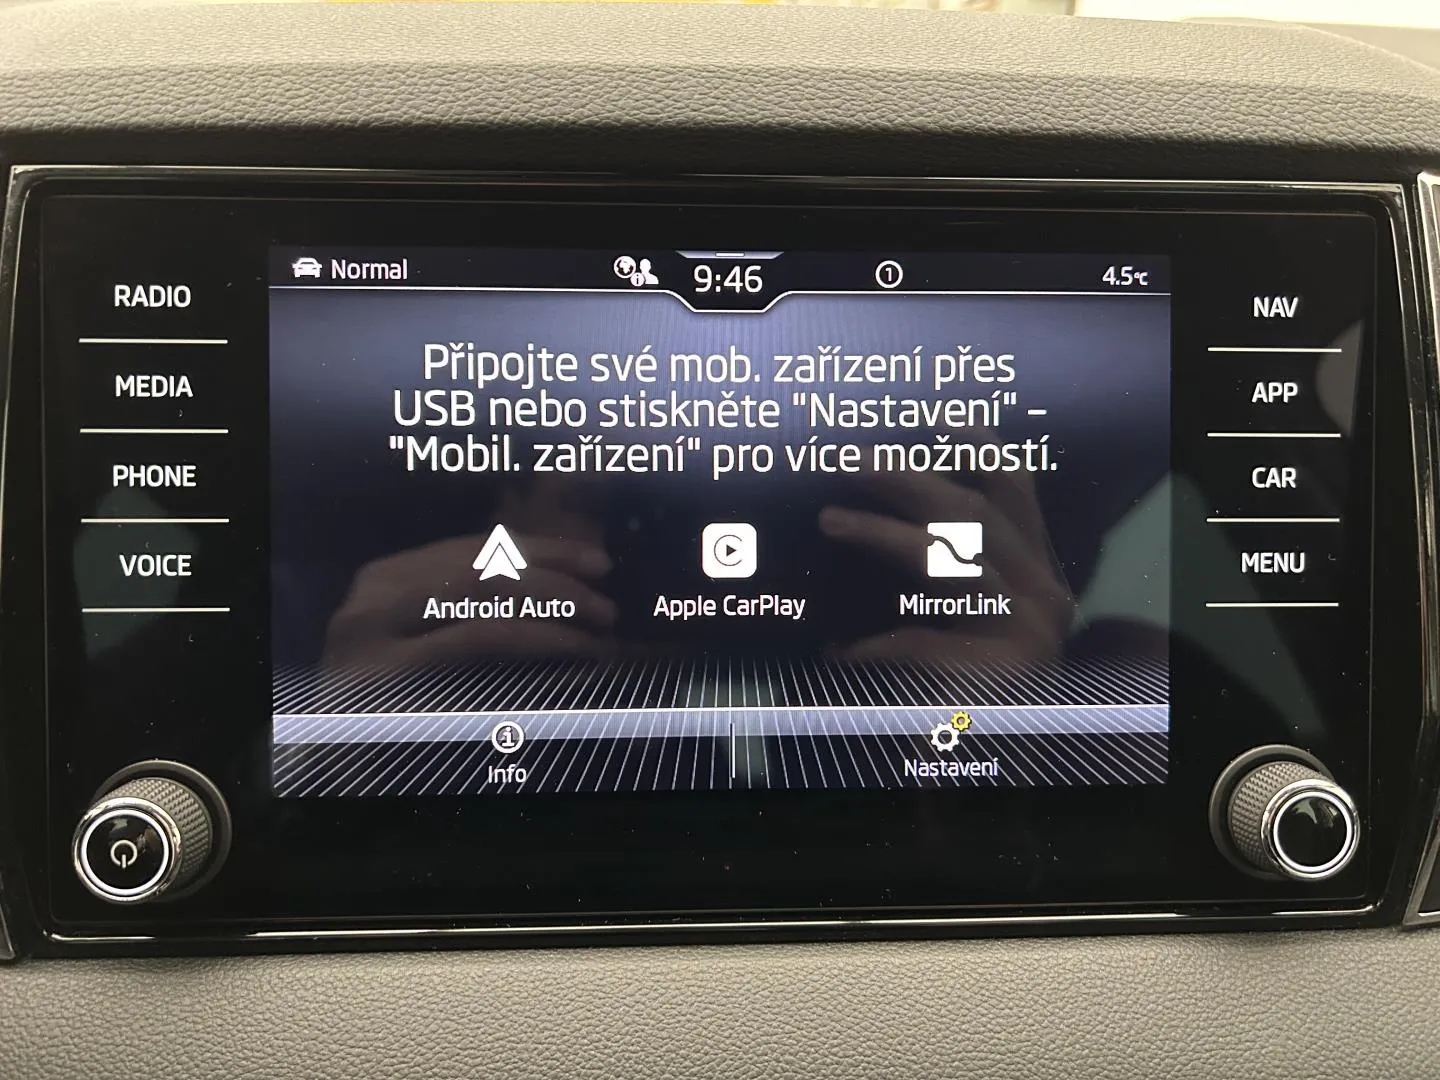 Normal
9:46
1
4.5°C
RADIO
MEDIA
PHONE
VOICE
Připojte své mob. zařízení přes
USB nebo stiskněte "Nastavení" –
"Mobil. zařízení" pro více možností.
Android Auto
Apple CarPlay
MirrorLink
Info
Nastavení
NAV
APP
CAR
MENU